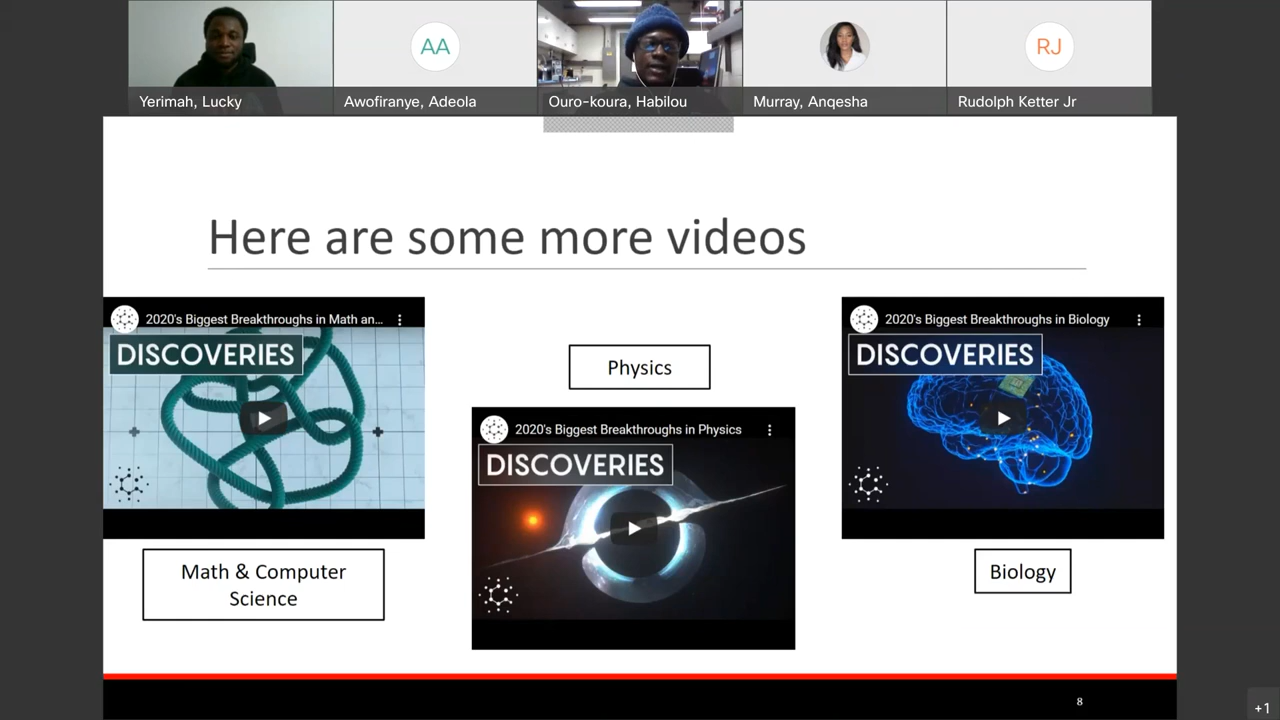 AA
RJ
Yerimah, Lucky
Awofiranye, Adeola
Ouro-koura, Habilou
Murray, Anqesha
Rudolph Ketter Jr
Here are some more videos
2020's Biggest Breakthroughs in Math an...
DISCOVERIES
Math & Computer
Science
Physics
2020's Biggest Breakthroughs in Physics
DISCOVERIES
2020's Biggest Breakthroughs in Biology
DISCOVERIES
Biology
8
+1